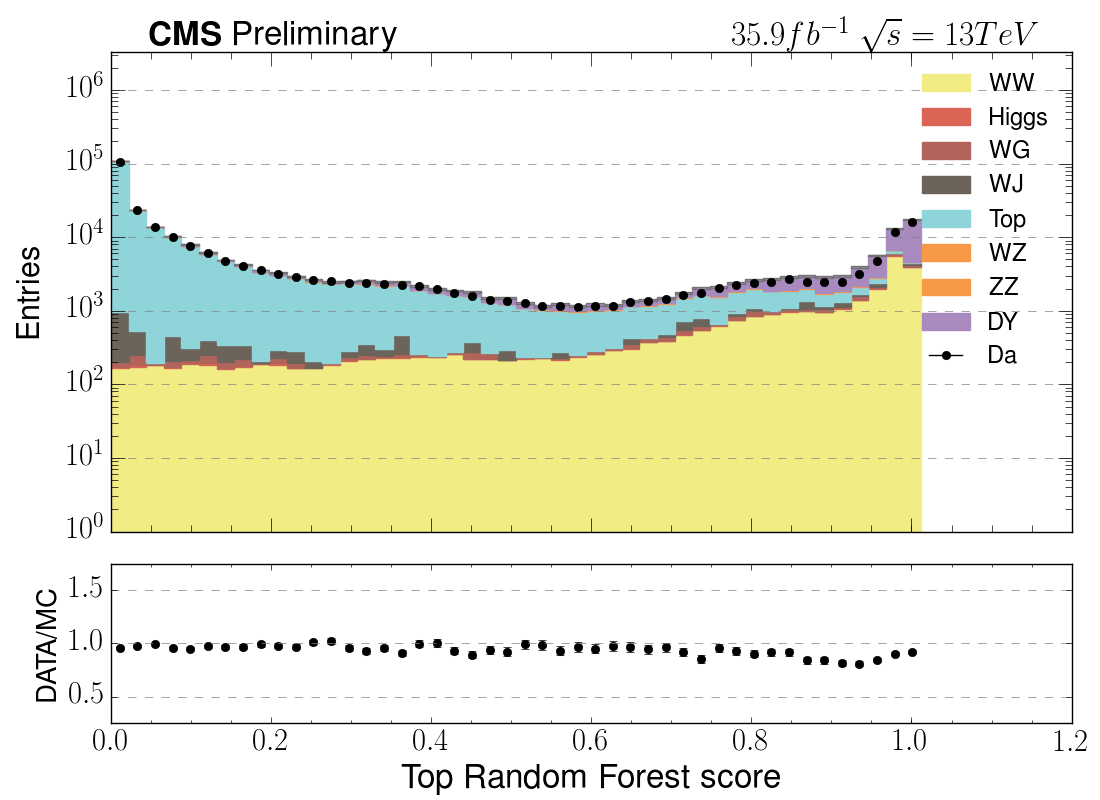 CMS Preliminary 35.9fb⁻¹ √s = 13TeV
Entries
10⁶
10⁵
10⁴
10³
10²
10¹
10⁰
WW
Higgs
WG
WJ
Top
WZ
ZZ
DY
Da
DATA/MC
1.5
1.0
0.5
0.0 0.2 0.4 0.6 0.8 1.0 1.2
Top Random Forest score